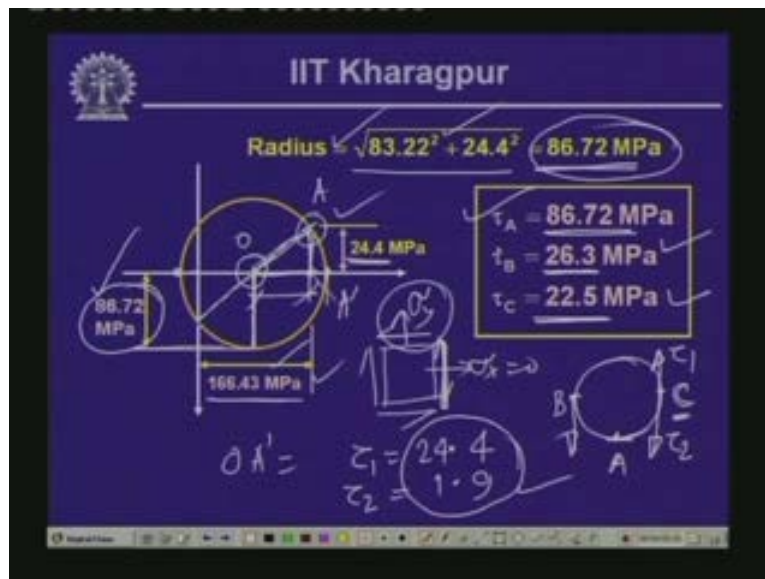 IIT Kharagpur
Radius = √83.22² + 24.4² = 86.72 MPa
A
O
24.4 MPa
A'
86.72
MPa
166.43 MPa
τA = 86.72 MPa
τB = 26.3 MPa
τC = 22.5 MPa
σx = 0
τ1
B
C
A
τ2
OA' =
τ1 = 24.4
τ2 = 1.9